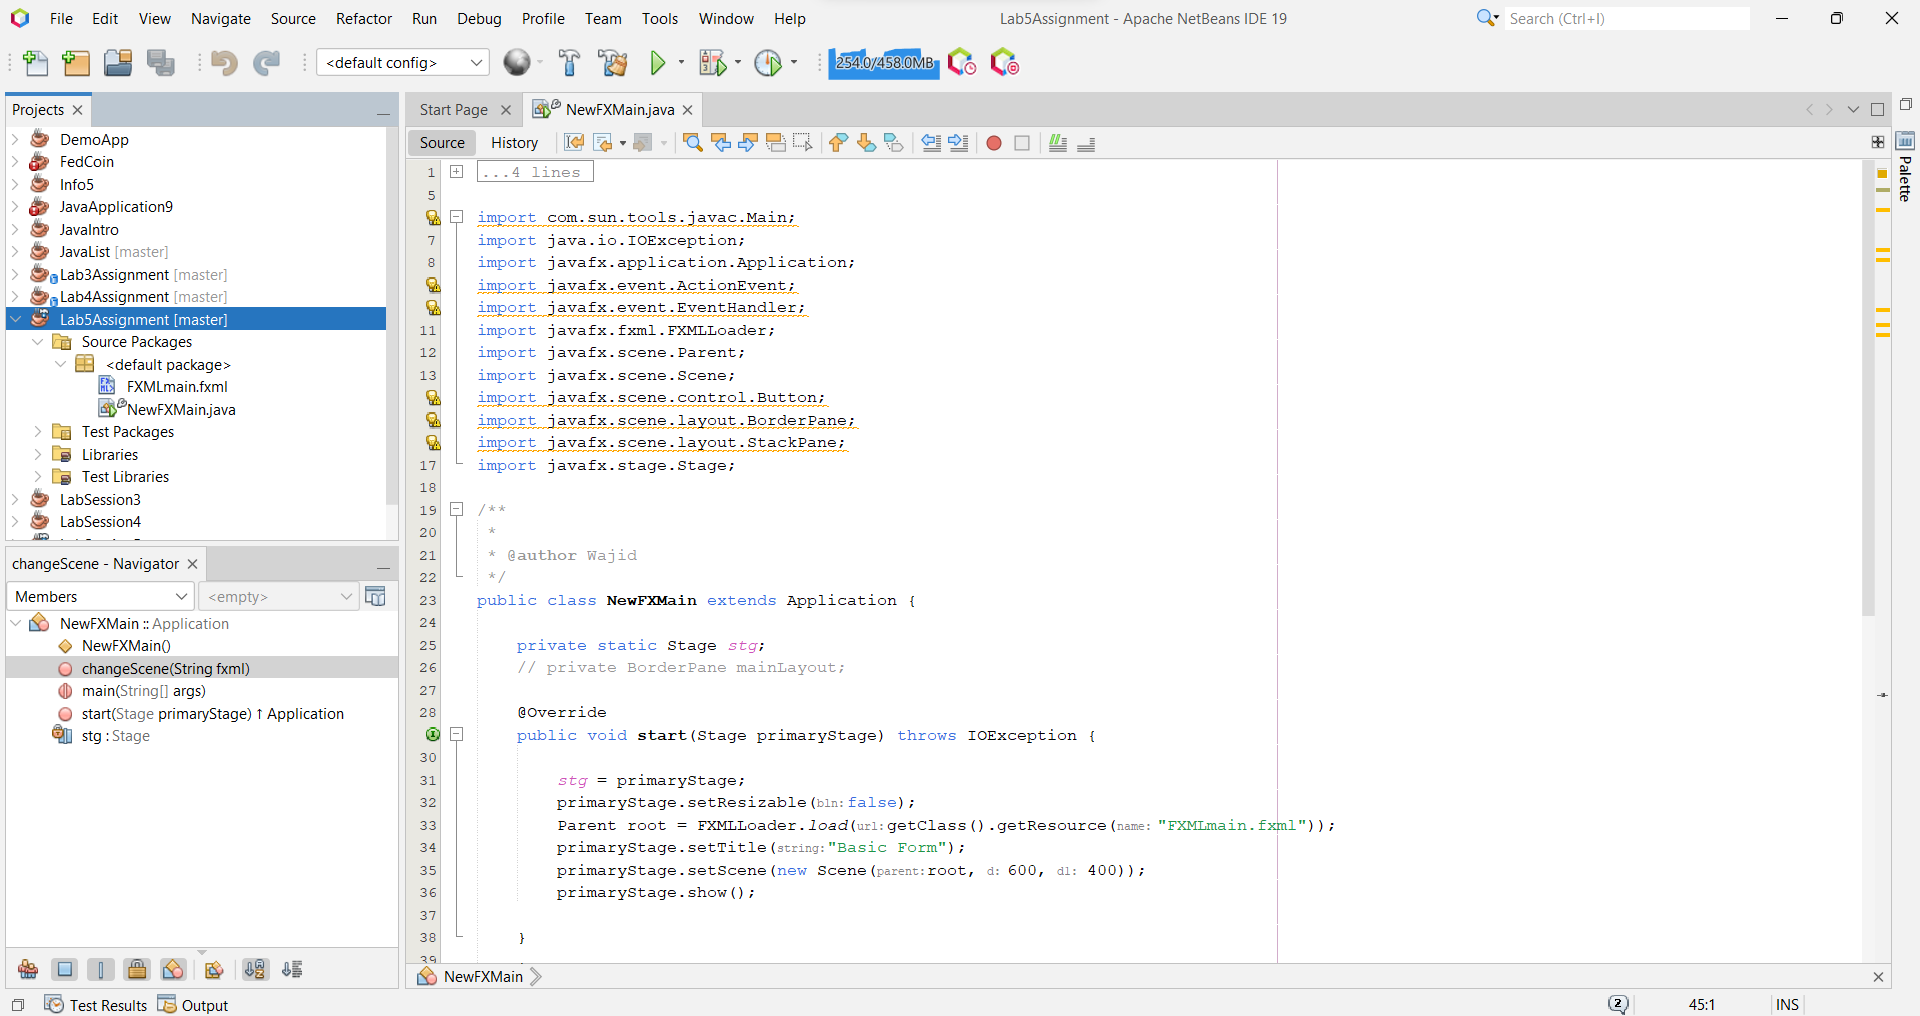 File Edit View Navigate Source Refactor Run Debug Profile Team Tools Window Help
Lab5Assignment - Apache NetBeans IDE 19
Search (Ctrl+I)
<default config>
254.0/458.0MB
Projects
DemoApp
FedCoin
Info5
JavaApplication9
JavaIntro
JavaList [master]
Lab3Assignment [master]
Lab4Assignment [master]
Lab5Assignment [master]
Source Packages
<default package>
FXMLmain.fxml
NewFXMain.java
Test Packages
Libraries
Test Libraries
LabSession3
LabSession4
changeScene - Navigator
Members
<empty>
NewFXMain :: Application
NewFXMain()
changeScene(String fxml)
main(String[] args)
start(Stage primaryStage) ↑ Application
stg : Stage
Start Page
NewFXMain.java
Source
History
1 ...4 lines
5
import com.sun.tools.javac.Main;
7 import java.io.IOException;
8 import javafx.application.Application;
import javafx.event.ActionEvent;
import javafx.event.EventHandler;
11 import javafx.fxml.FXMLLoader;
12 import javafx.scene.Parent;
13 import javafx.scene.Scene;
import javafx.scene.control.Button;
import javafx.scene.layout.BorderPane;
import javafx.scene.layout.StackPane;
17 import javafx.stage.Stage;
18
19 /**
20 *
21 * @author Wajid
22 */
23 public class NewFXMain extends Application {
24
25 private static Stage stg;
26 // private BorderPane mainLayout;
27
28 @Override
public void start(Stage primaryStage) throws IOException {
30
31 stg = primaryStage;
32 primaryStage.setResizable(bln: false);
33 Parent root = FXMLLoader.load(url: getClass().getResource(name: "FXMLmain.fxml"));
34 primaryStage.setTitle(string: "Basic Form");
35 primaryStage.setScene(new Scene(parent: root, d: 600, d1: 400));
36 primaryStage.show();
37
38 }
39
NewFXMain
Palette
Test Results
Output
2
45:1
INS